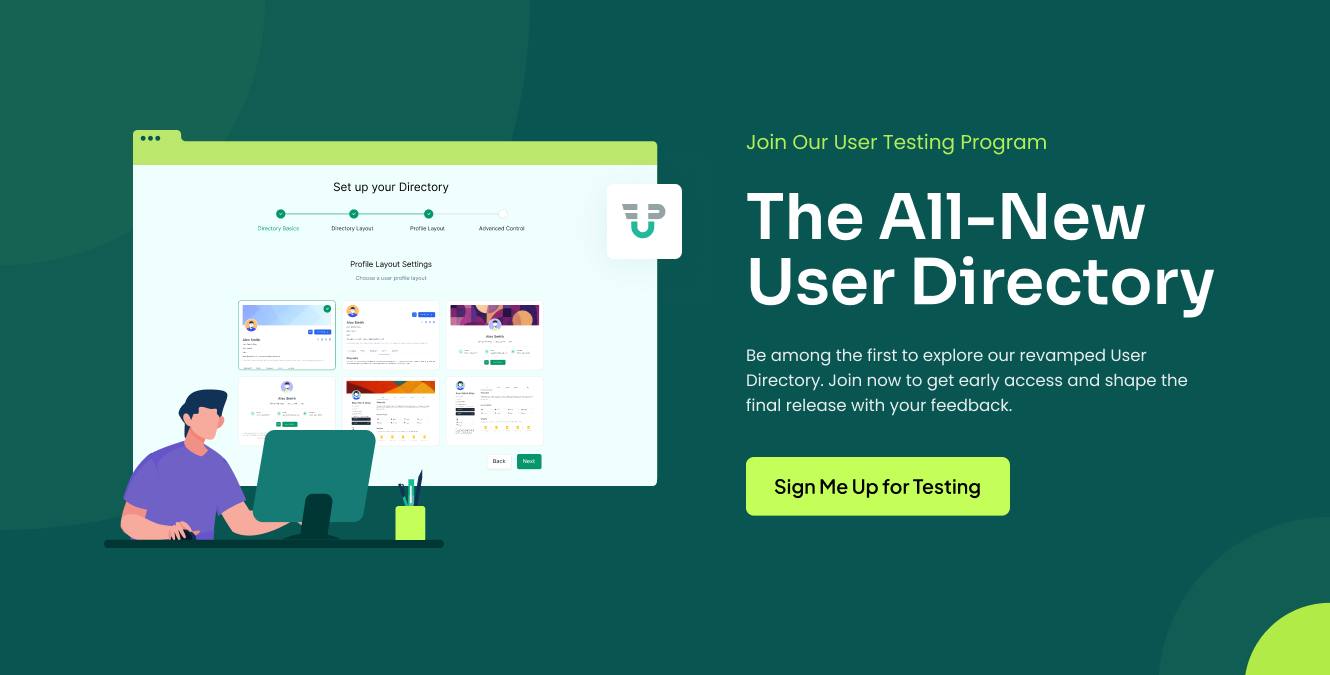 Join Our User Testing Program
The All-New
User Directory
Be among the first to explore our revamped User
Directory. Join now to get early access and shape the
final release with your feedback.
Sign Me Up for Testing
Set up your Directory
Directory Basics
Directory Layout
Profile Layout
Advanced Control
Profile Layout Settings
Choose a user profile layout
Alex Smith
Alex Smith
Alex Smith
Alex Smith
Back
Next